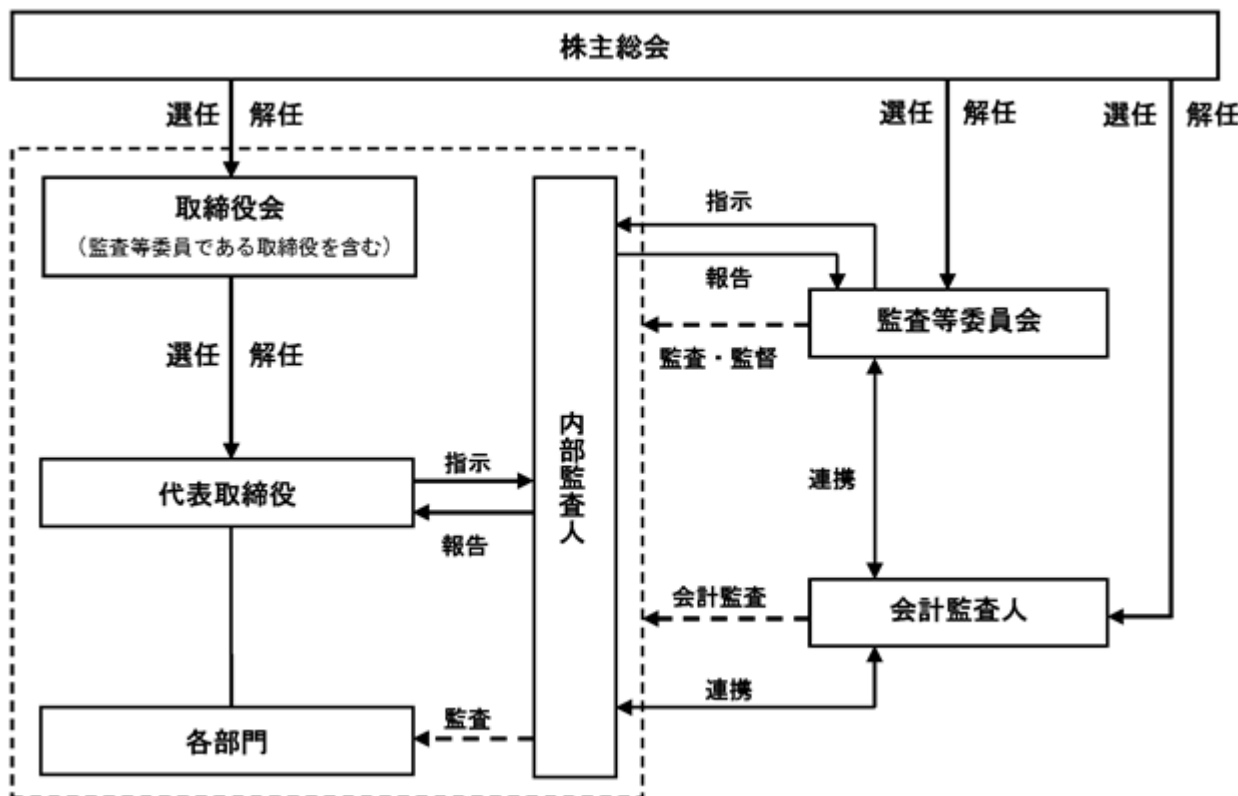 株主総会
選任 解任
選任 解任
選任 解任
取締役会
（監査等委員である取締役を含む）
指示
報告
監査等委員会
監査・監督
選任 解任
内部監査人
代表取締役
指示
報告
連携
会計監査
会計監査人
連携
監査
各部門